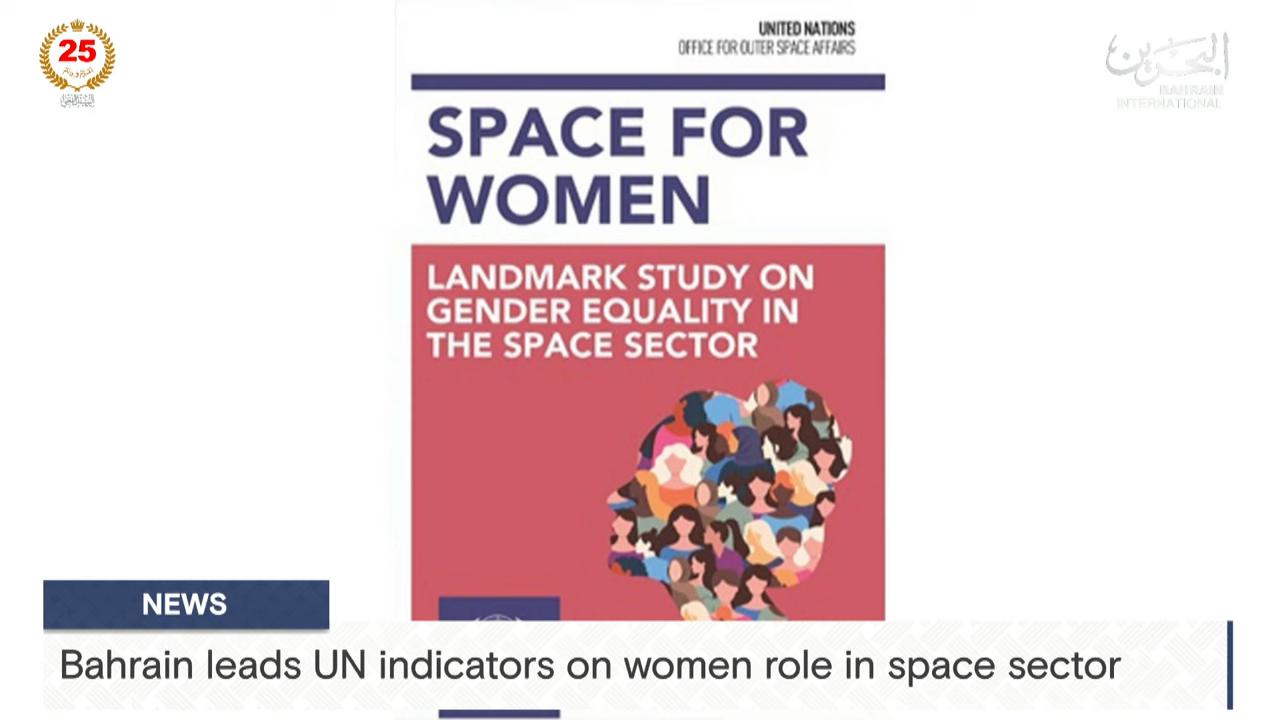 25
UNITED NATIONS
OFFICE FOR OUTER SPACE AFFAIRS
البحرين
BAHRAIN
INTERNATIONAL
SPACE FOR
WOMEN
LANDMARK STUDY ON
GENDER EQUALITY IN
THE SPACE SECTOR
NEWS
Bahrain leads UN indicators on women role in space sector